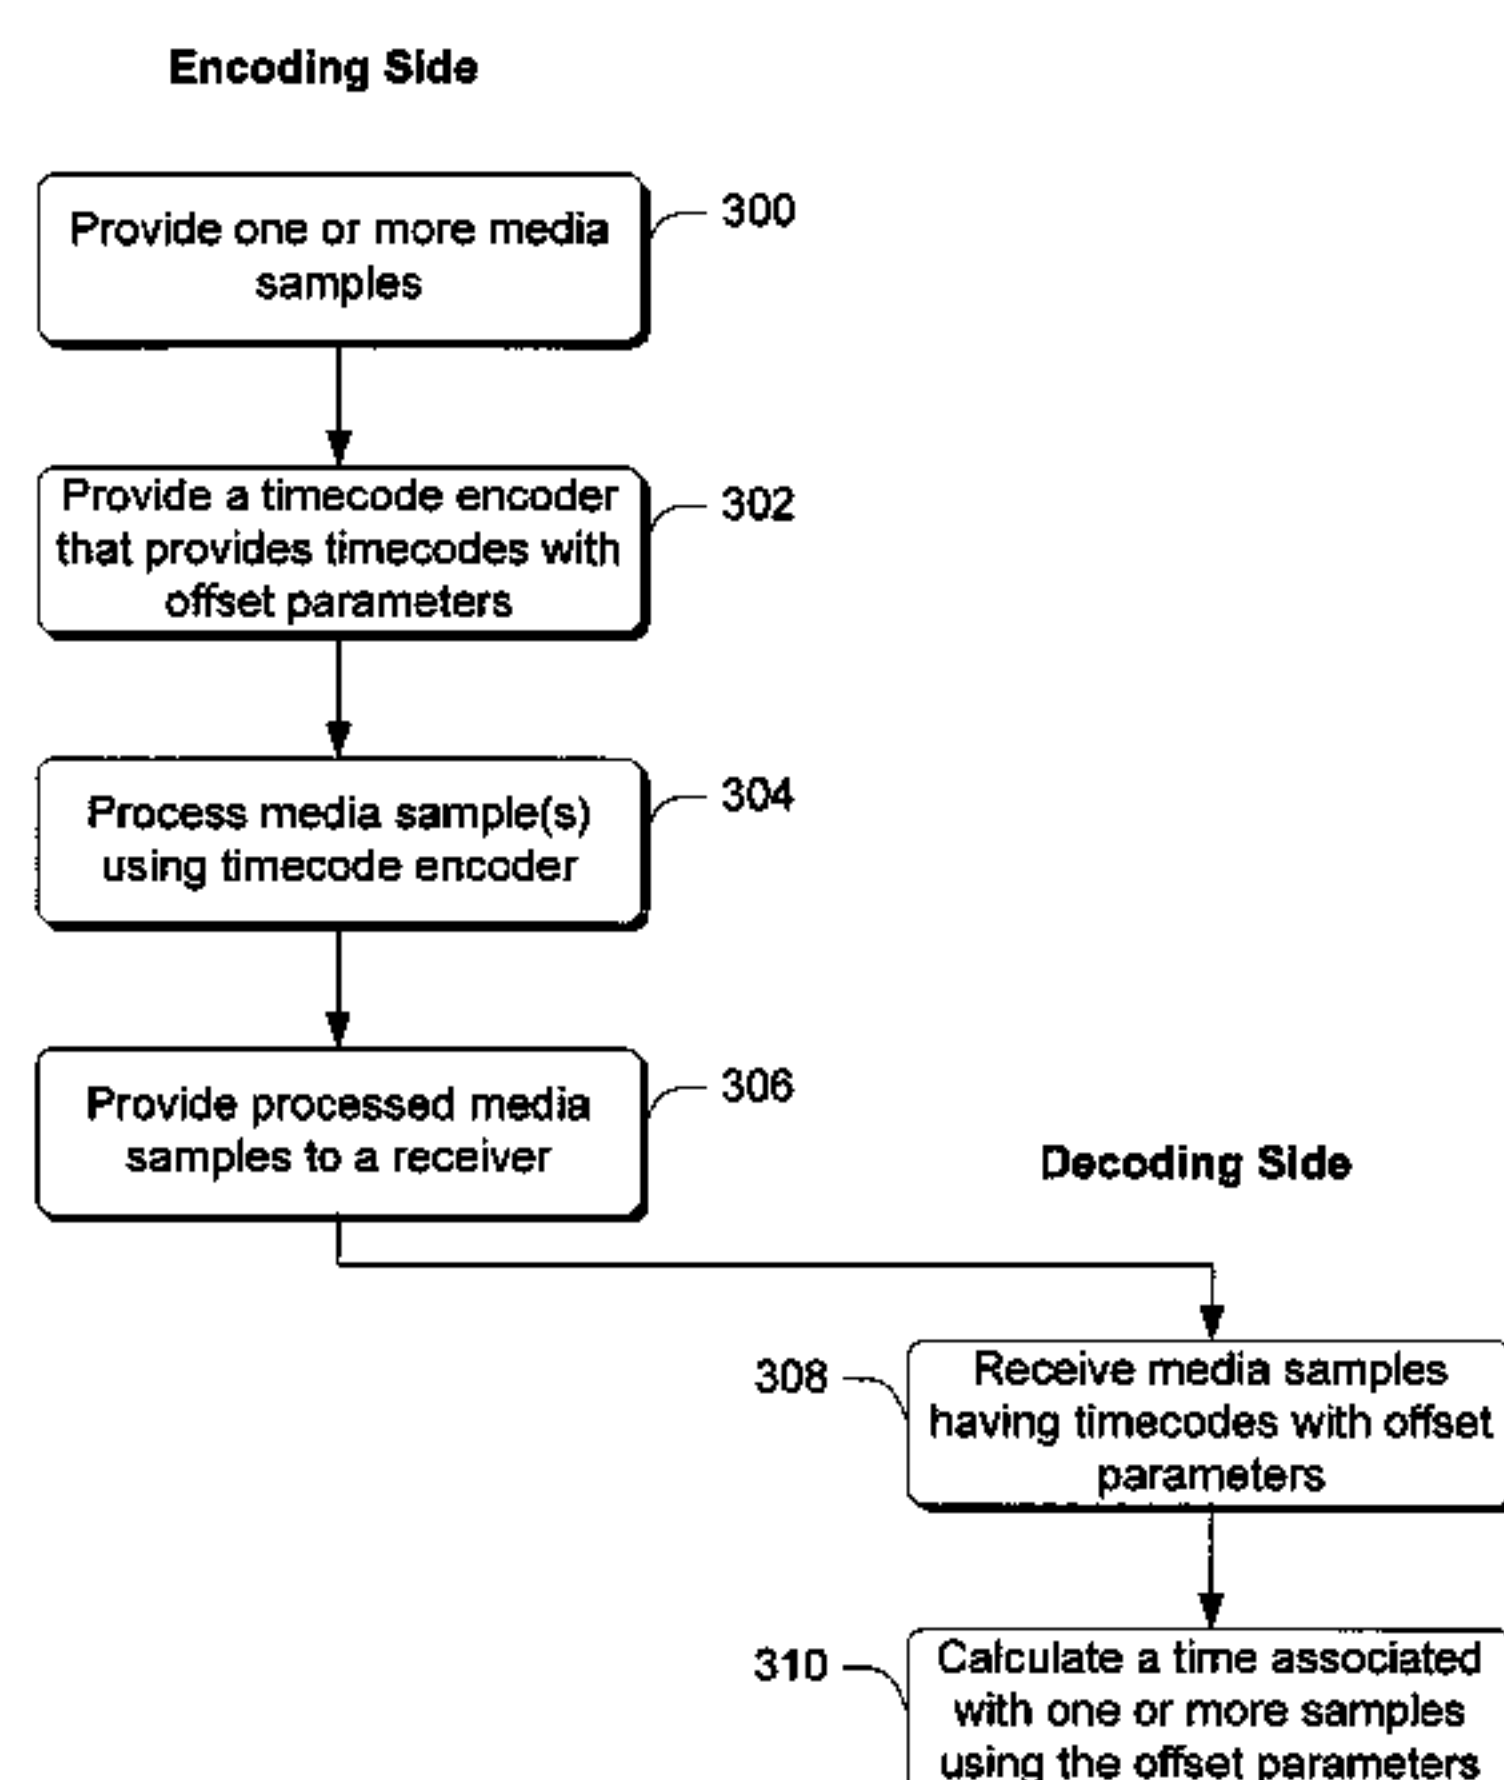 Encoding Side
Provide one or more media
samples
300
Provide a timecode encoder
that provides timecodes with
offset parameters
302
Process media sample(s)
using timecode encoder
304
Provide processed media
samples to a receiver
306
Decoding Side
308
Receive media samples
having timecodes with offset
parameters
310
Calculate a time associated
with one or more samples
using the offset parameters